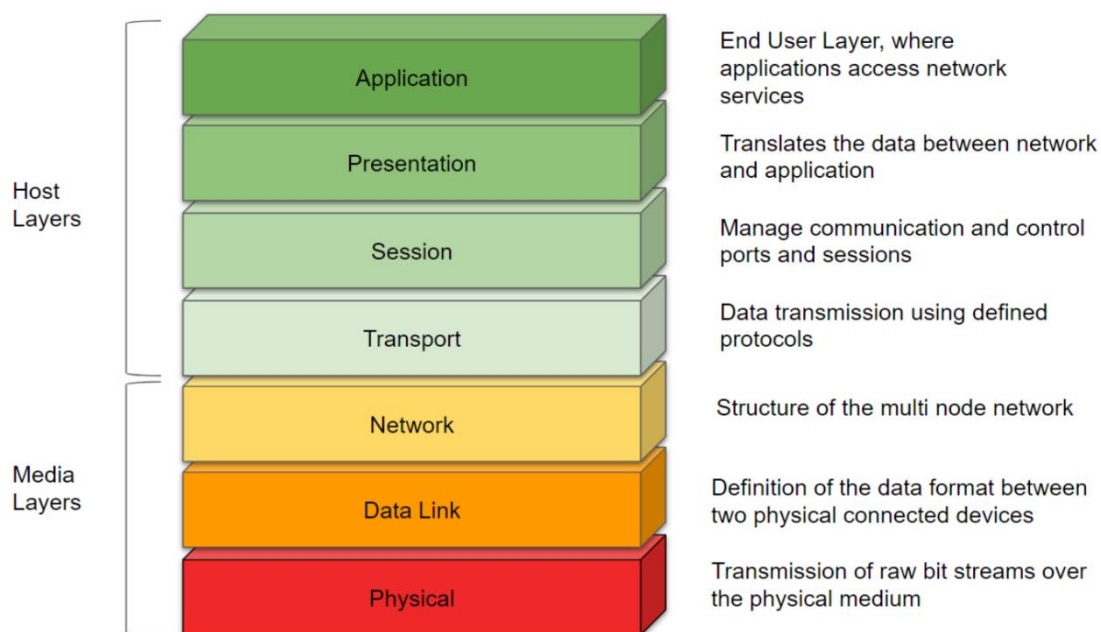 Application
End User Layer, where
applications access network
services
Presentation
Translates the data between network
and application
Host
Layers
Session
Manage communication and control
ports and sessions
Transport
Data transmission using defined
protocols
Network
Structure of the multi node network
Media
Layers
Data Link
Definition of the data format between
two physical connected devices
Physical
Transmission of raw bit streams over
the physical medium